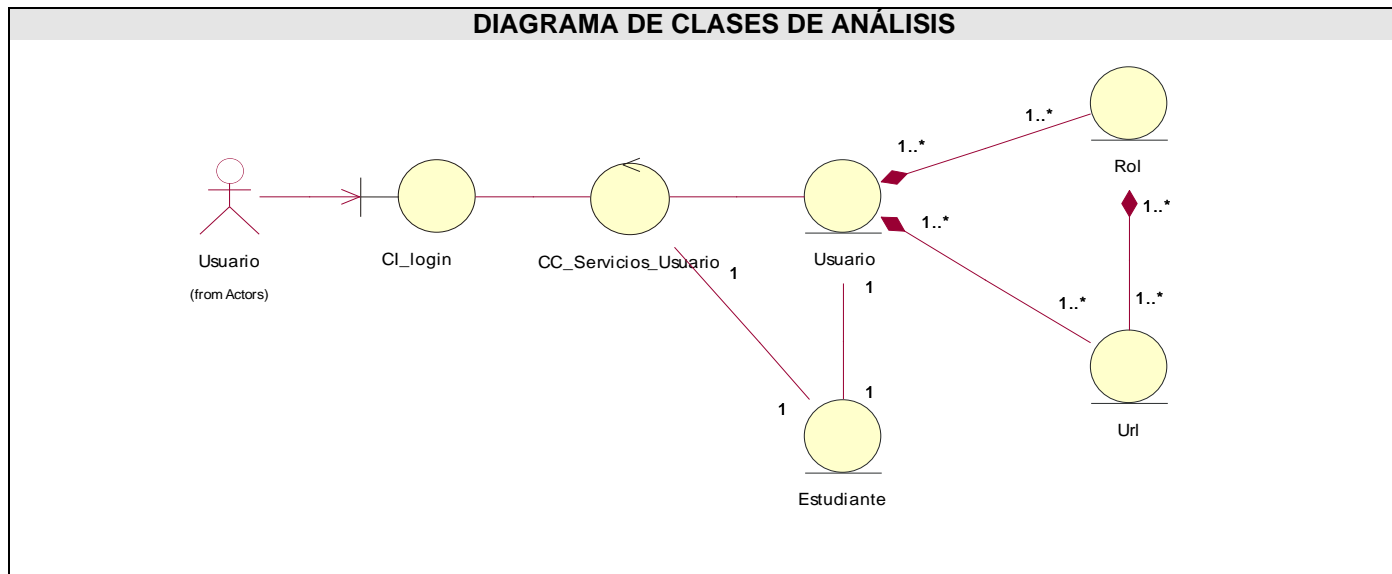 DIAGRAMA DE CLASES DE ANÁLISIS
1..*
1..*
Rol
1..*
1..*
Usuario
(from Actors)
CI_login
CC_Servicios_Usuario
Usuario
1
1
1..*
1..*
1
1
Url
Estudiante